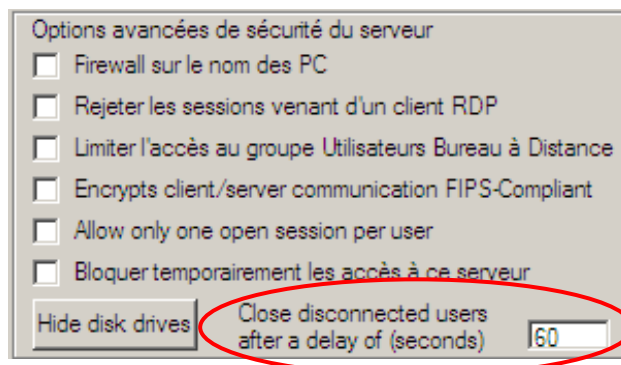 Options avancées de sécurité du serveur
Firewall sur le nom des PC
Rejeter les sessions venant d'un client RDP
Limiter l'accès au groupe Utilisateurs Bureau à Distance
Encrypts client/server communication FIPS-Compliant
Allow only one open session per user
Bloquer temporairement les accès à ce serveur
Hide disk drives
Close disconnected users
after a delay of (seconds) 60